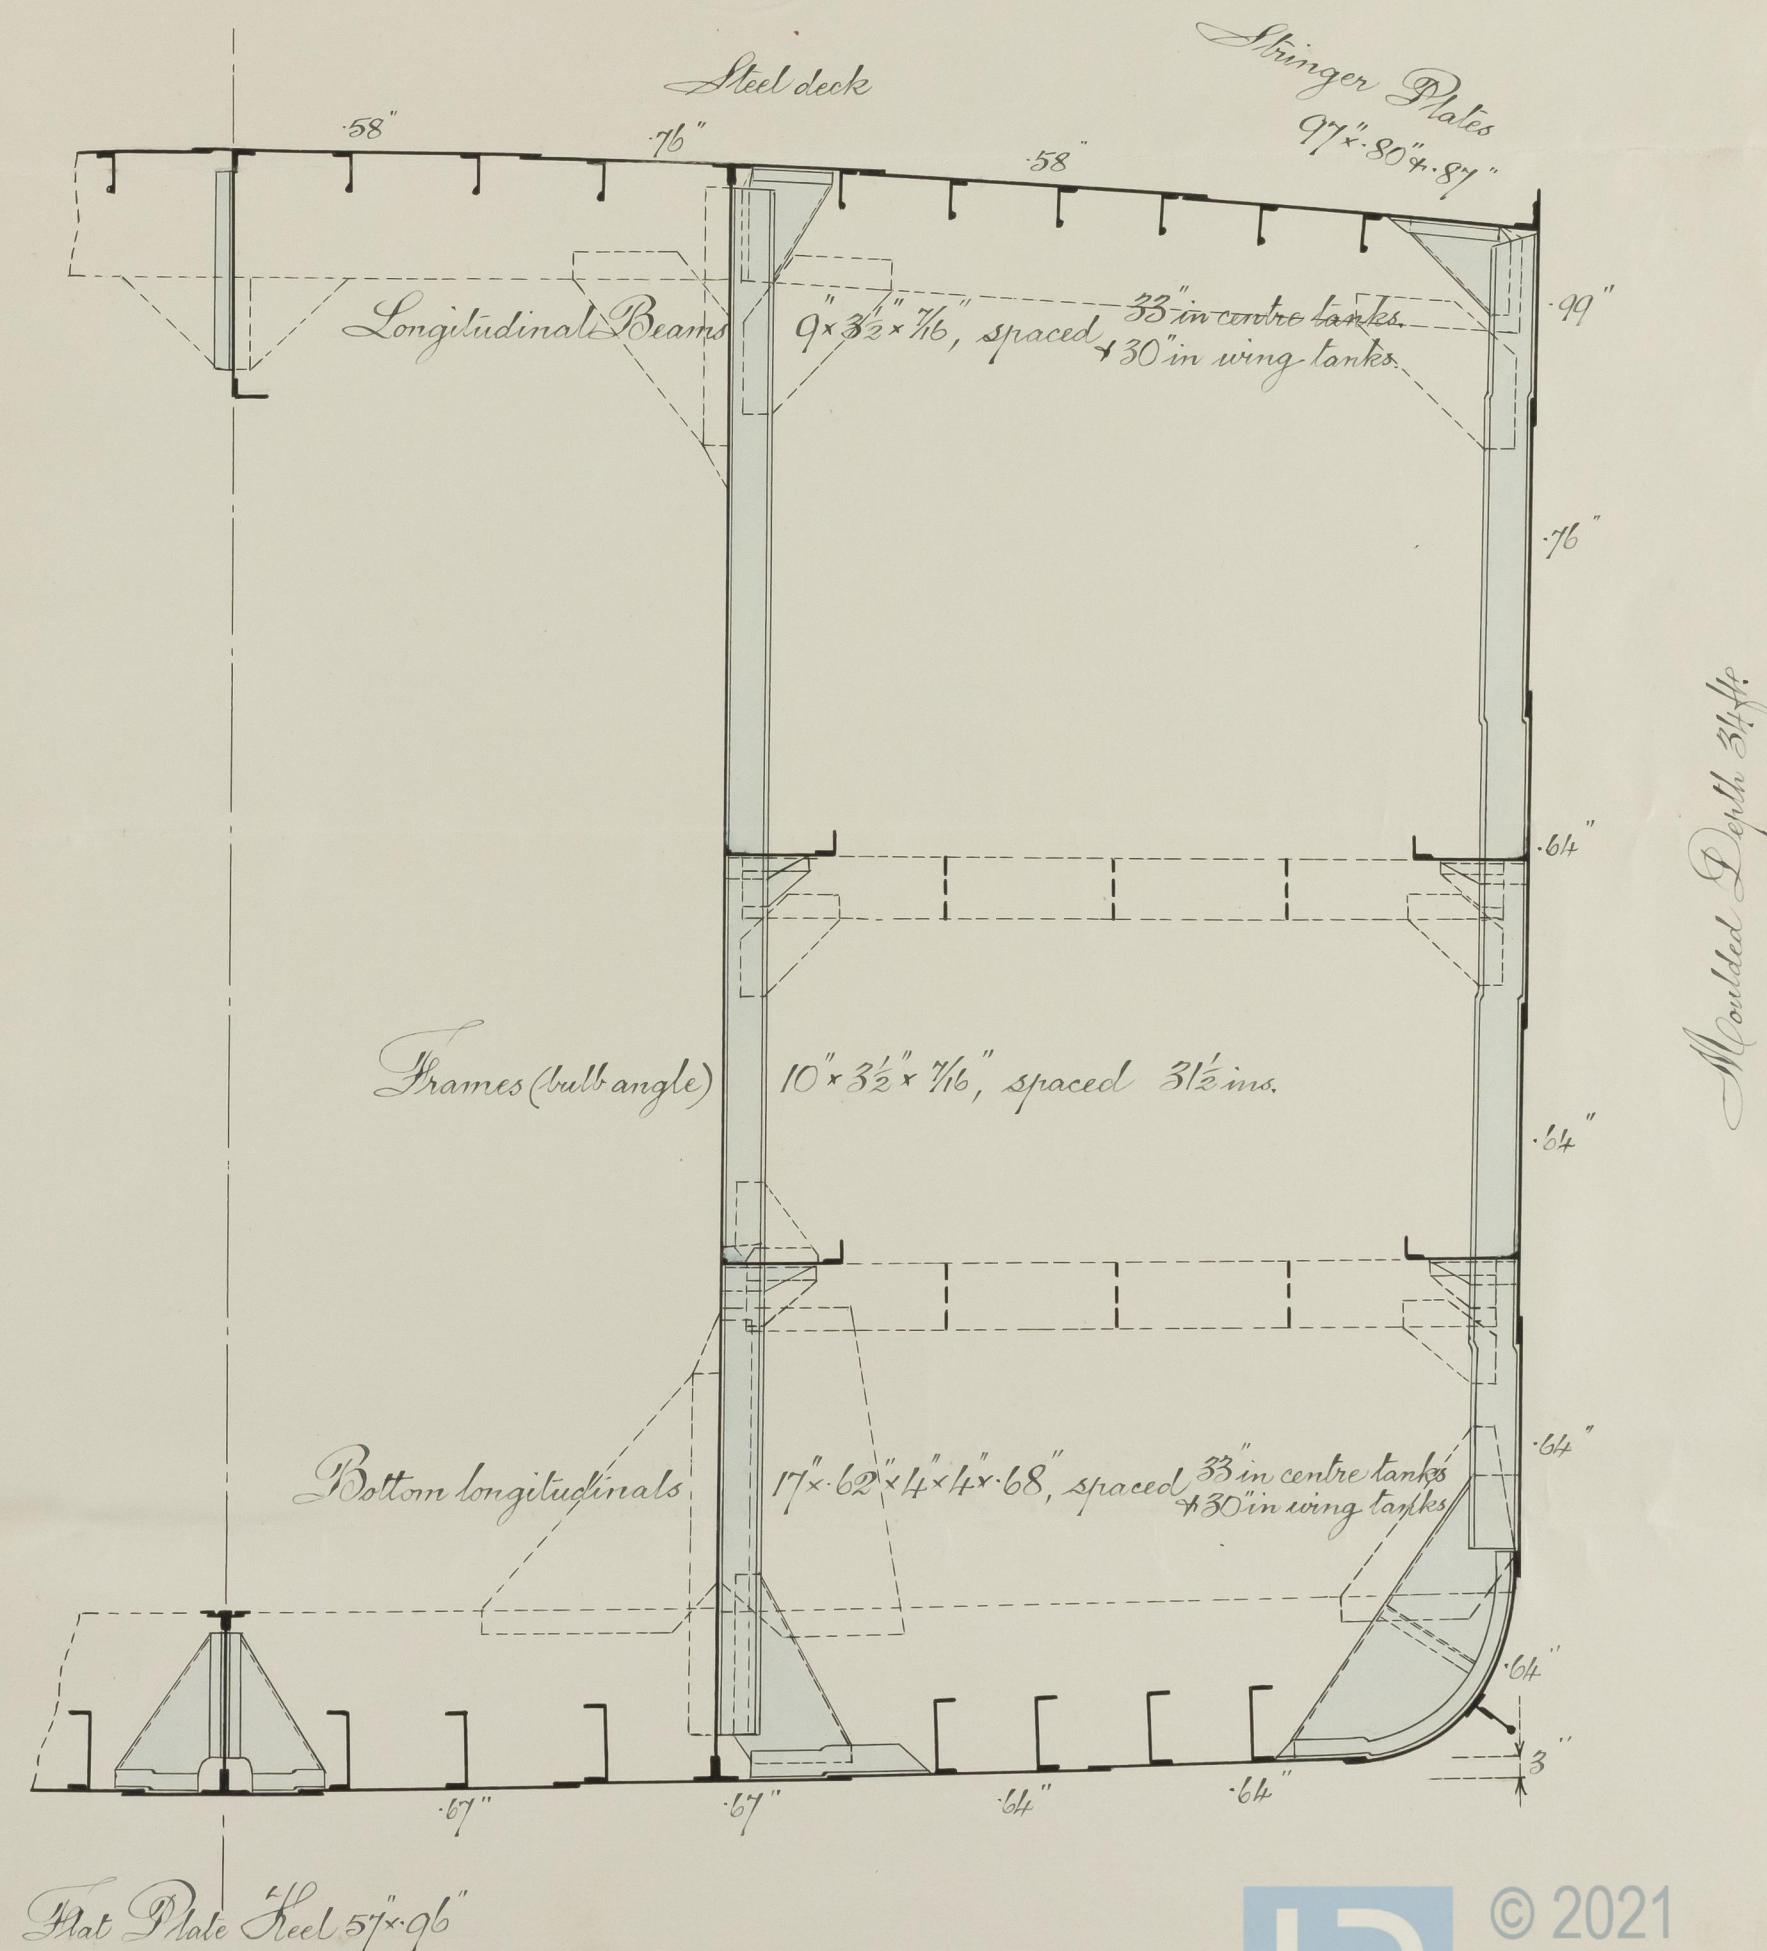 Steel deck
Stringer Plates
97"×.80"&.87"
.58"
.76"
.58"
.99"
Longitudinal Beams 9"×3½"×7/16", spaced 33" in centre tanks.
& 30" in wing tanks.
.76"
Moulded Depth 34 ft.
.64"
Frames (bulb angle) 10"×3½"×7/16", spaced 31½ ins.
.64"
.64"
Bottom longitudinals 17"×.62"×4"×4"×.68", spaced 33" in centre tanks
& 30" in wing tanks
.64"
3"
.67"
.67"
.64"
.64"
Flat Plate Keel 57"×.96"
© 2021